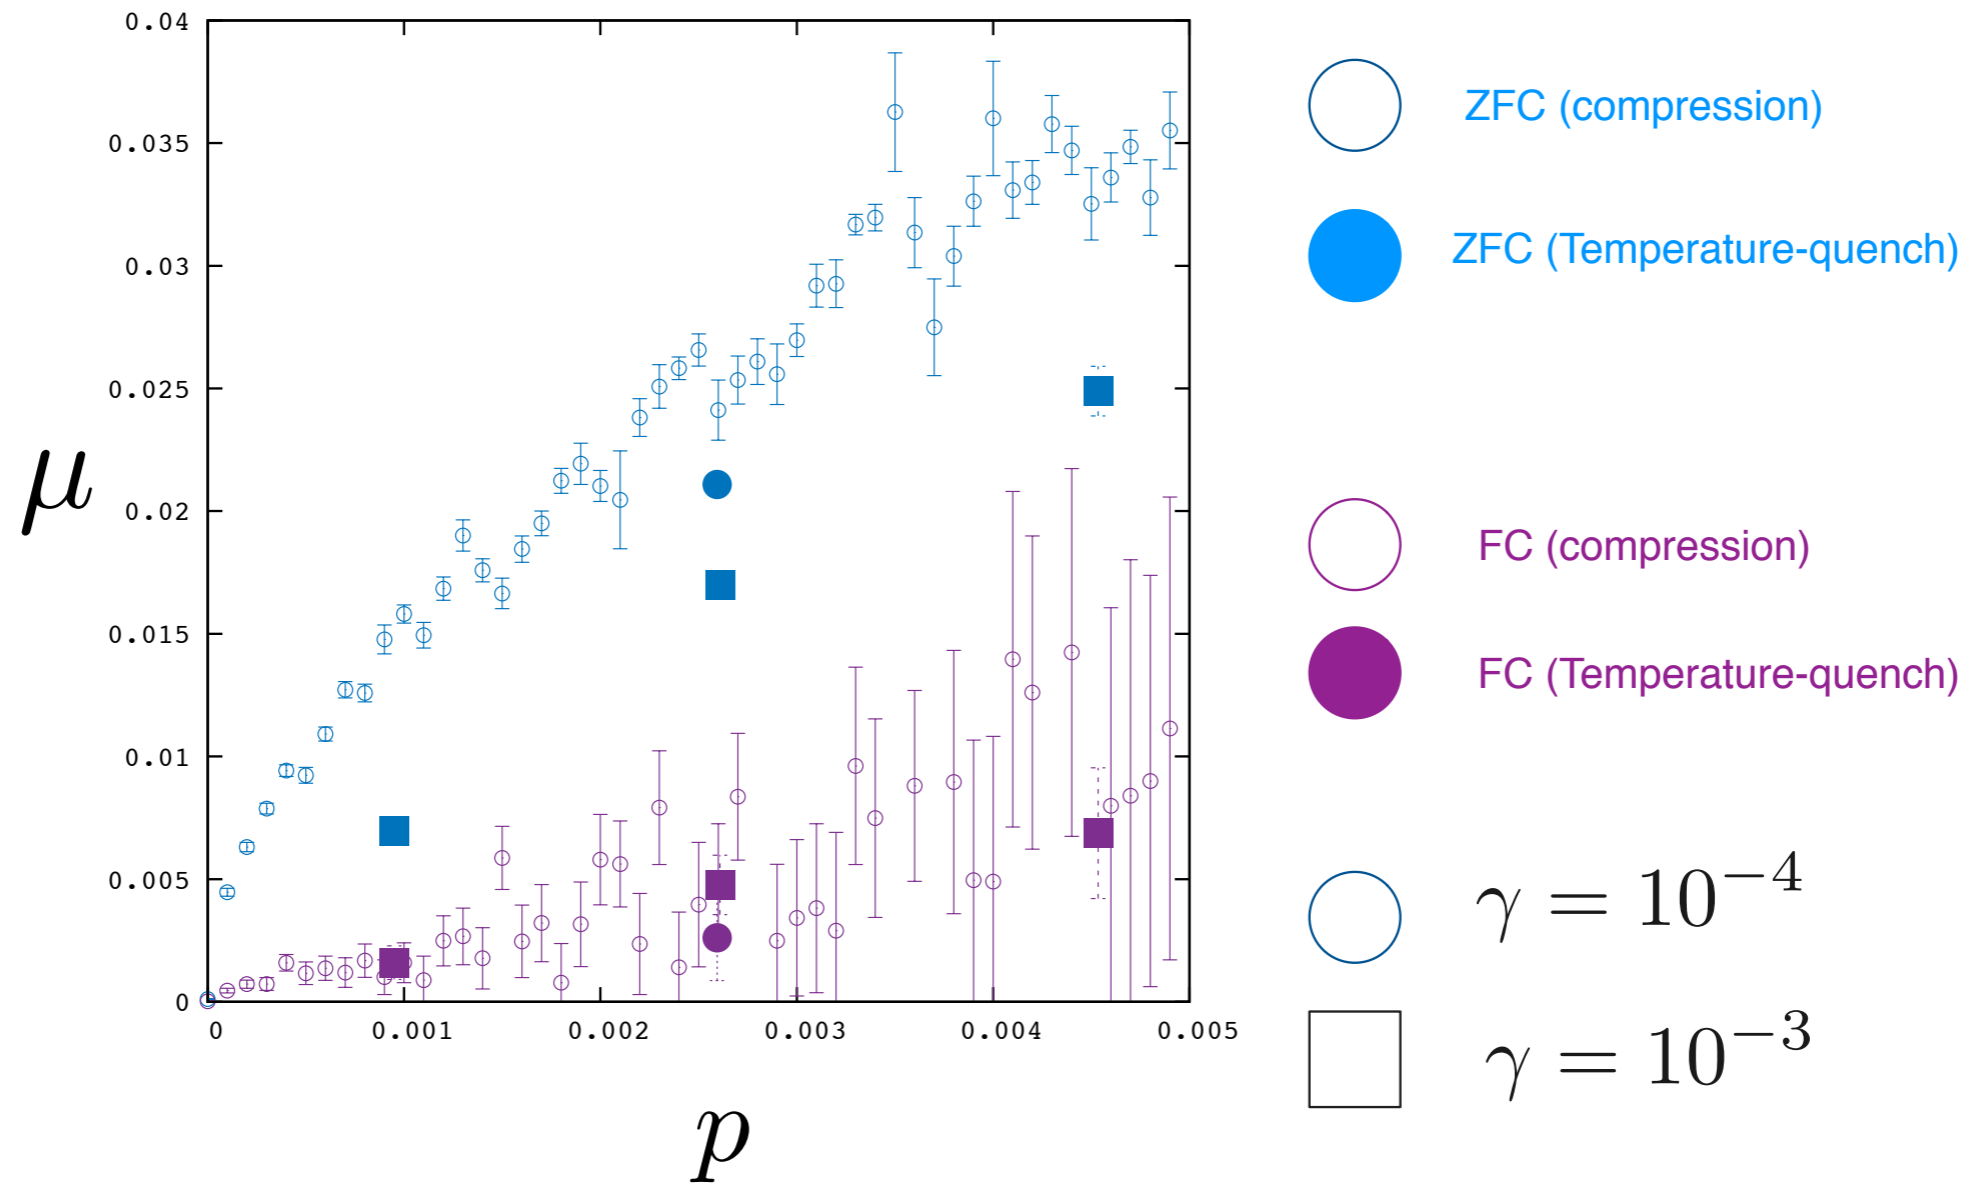 0.04
0.035
0.03
0.025
0.02
0.015
0.01
0.005
0
μ
0 0.001 0.002 0.003 0.004 0.005
p
ZFC (compression)
ZFC (Temperature-quench)
FC (compression)
FC (Temperature-quench)
γ = 10⁻⁴
γ = 10⁻³